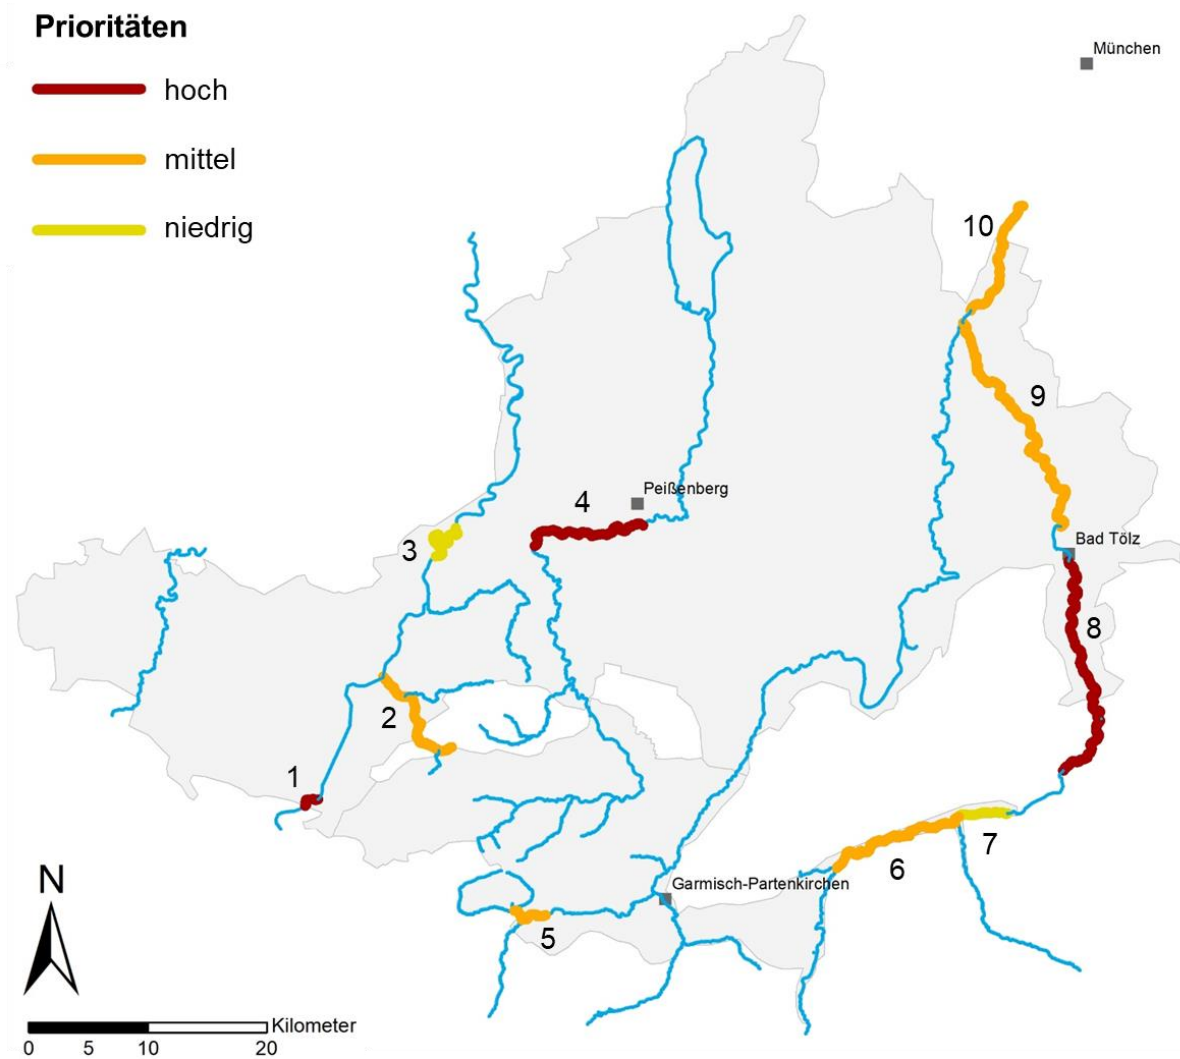 Prioritäten
hoch
mittel
niedrig
München
10
9
Peißenberg
4
3
Bad Tölz
8
2
1
7
6
Garmisch-Partenkirchen
5
N
Kilometer
0 5 10 20